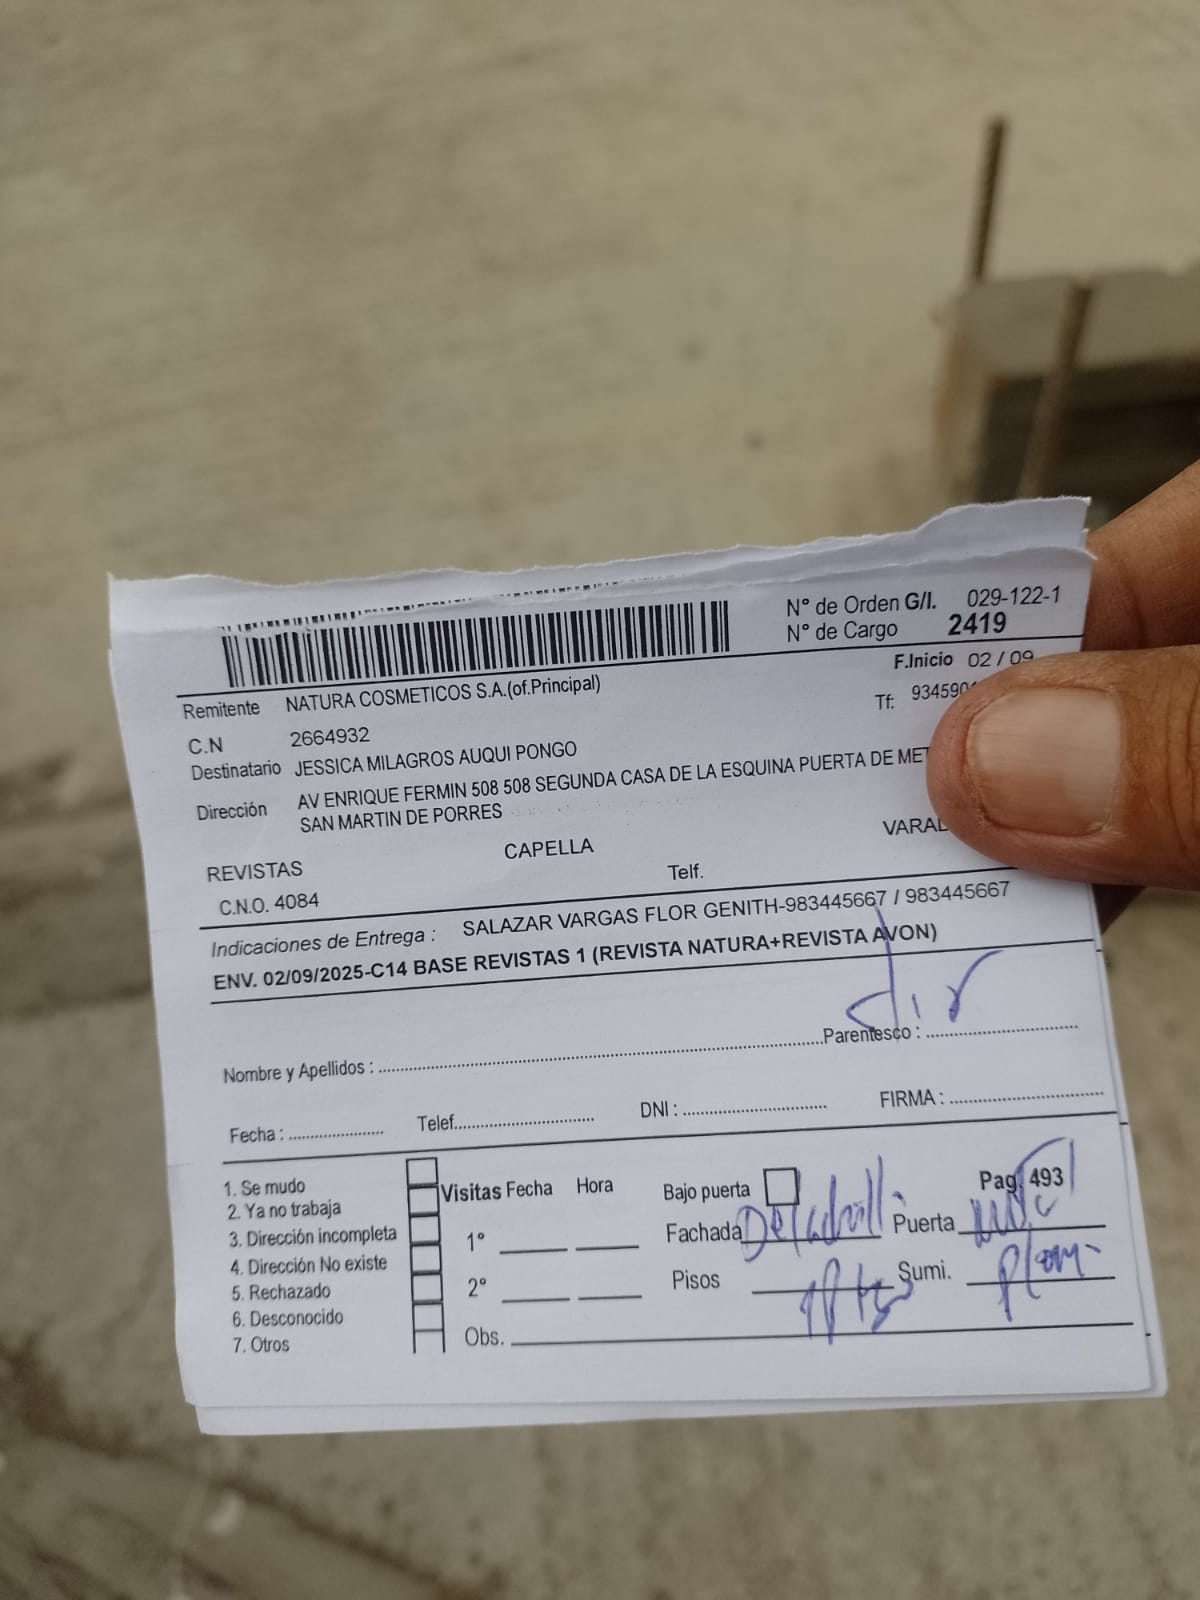 N° de Orden G/I. 029-122-1
N° de Cargo 2419
F.Inicio 02 / 09
Remitente NATURA COSMETICOS S.A.(of.Principal)
Tf: 934590
C.N 2664932
Destinatario JESSICA MILAGROS AUQUI PONGO
Dirección AV ENRIQUE FERMIN 508 508 SEGUNDA CASA DE LA ESQUINA PUERTA DE MET
SAN MARTIN DE PORRES
REVISTAS CAPELLA VARAL
C.N.O. 4084 Telf.
Indicaciones de Entrega : SALAZAR VARGAS FLOR GENITH-983445667 / 983445667
ENV. 02/09/2025-C14 BASE REVISTAS 1 (REVISTA NATURA+REVISTA AVON)
Nombre y Apellidos : Parentesco :
Fecha : Telef. DNI : FIRMA :
1. Se mudo
2. Ya no trabaja
3. Dirección incompleta
4. Dirección No existe
5. Rechazado
6. Desconocido
7. Otros
Visitas Fecha Hora
1°
2°
Obs.
Bajo puerta Pag. 493
Fachada Puerta
Pisos Sumi.